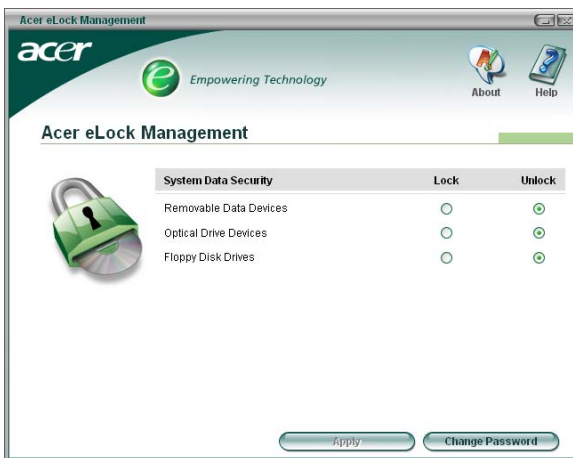 Acer eLock Management
acer
e Empowering Technology
About Help
Acer eLock Management
System Data Security Lock Unlock
Removable Data Devices
Optical Drive Devices
Floppy Disk Drives
Apply Change Password